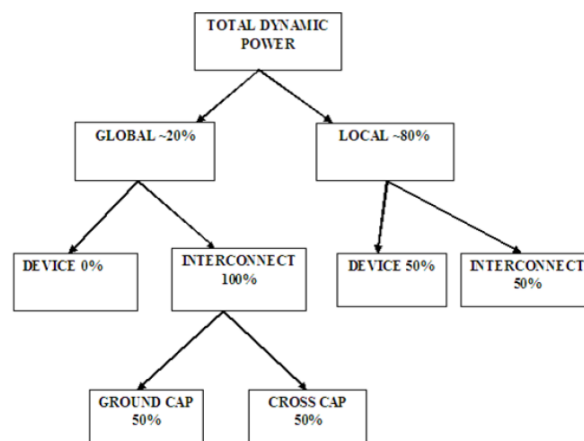 TOTAL DYNAMIC
POWER
GLOBAL ~20%
LOCAL ~80%
DEVICE 0%
INTERCONNECT
100%
DEVICE 50%
INTERCONNECT
50%
GROUND CAP
50%
CROSS CAP
50%